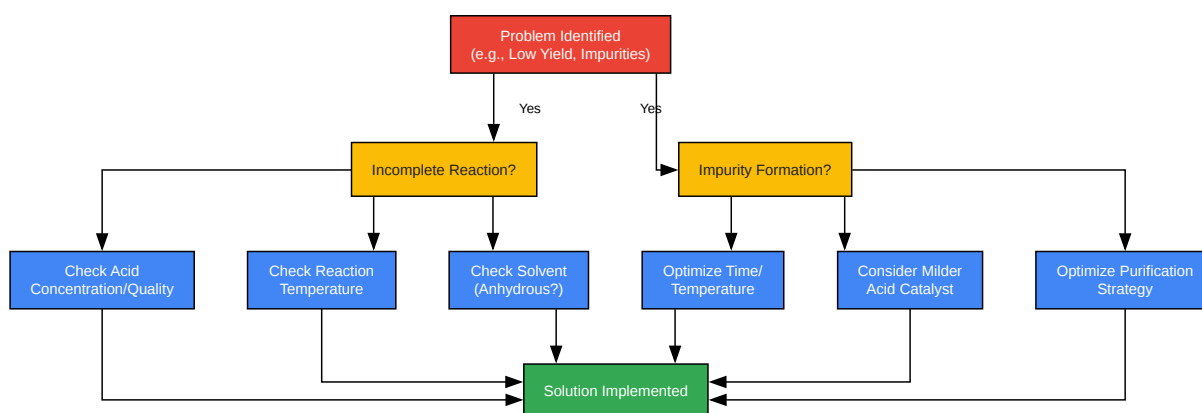 Problem Identified
(e.g., Low Yield, Impurities)
Yes
Yes
Incomplete Reaction?
Impurity Formation?
Check Acid
Concentration/Quality
Check Reaction
Temperature
Check Solvent
(Anhydrous?)
Optimize Time/
Temperature
Consider Milder
Acid Catalyst
Optimize Purification
Strategy
Solution Implemented